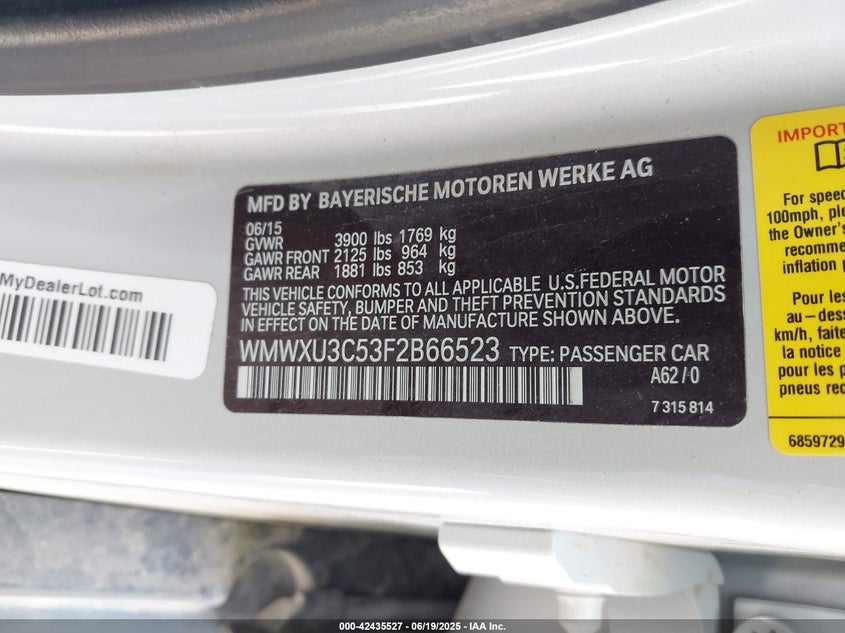 MFD BY BAYERISCHE MOTOREN WERKE AG
06/15
GVWR 3900 lbs 1769 kg
GAWR FRONT 2125 lbs 964 kg
GAWR REAR 1881 lbs 853 kg
THIS VEHICLE CONFORMS TO ALL APPLICABLE U.S.FEDERAL MOTOR
VEHICLE SAFETY, BUMPER AND THEFT PREVENTION STANDARDS
IN EFFECT ON THE DATE OF MANUFACTURE SHOWN ABOVE.
WMWXU3C53F2B66523 TYPE: PASSENGER CAR
A62/0
7 315 814
MyDealerLot.com
IMPORT
For speed
100mph, ple
the Owner's
recomme
inflation p
Pour les
au-dess
km/h, faite
la notice
pour les p
pneus rec
6859729
000-42435527 - 06/19/2025 - IAA Inc.